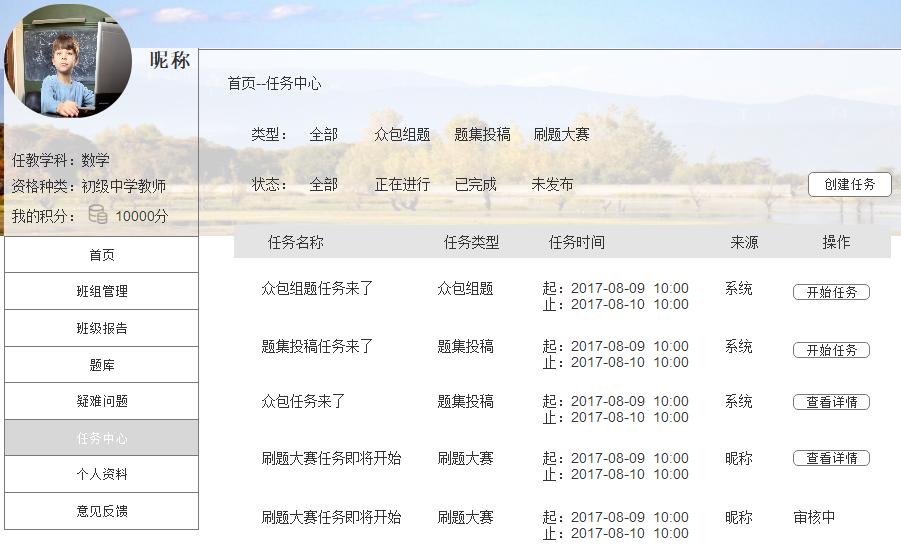 昵称
任教学科：数学
资格种类：初级中学教师
我的积分： 10000分
首页
班组管理
班级报告
题库
疑难问题
任务中心
个人资料
意见反馈
首页--任务中心
类型： 全部 众包组题 题集投稿 刷题大赛
状态： 全部 正在进行 已完成 未发布
创建任务
任务名称 任务类型 任务时间 来源 操作
众包组题任务来了 众包组题 起：2017-08-09 10:00 系统 开始任务
止：2017-08-10 10:00
题集投稿任务来了 题集投稿 起：2017-08-09 10:00 系统 开始任务
止：2017-08-10 10:00
众包任务来了 题集投稿 起：2017-08-09 10:00 系统 查看详情
止：2017-08-10 10:00
刷题大赛任务即将开始 刷题大赛 起：2017-08-09 10:00 昵称 查看详情
止：2017-08-10 10:00
刷题大赛任务即将开始 刷题大赛 起：2017-08-09 10:00 昵称 审核中
止：2017-08-10 10:00